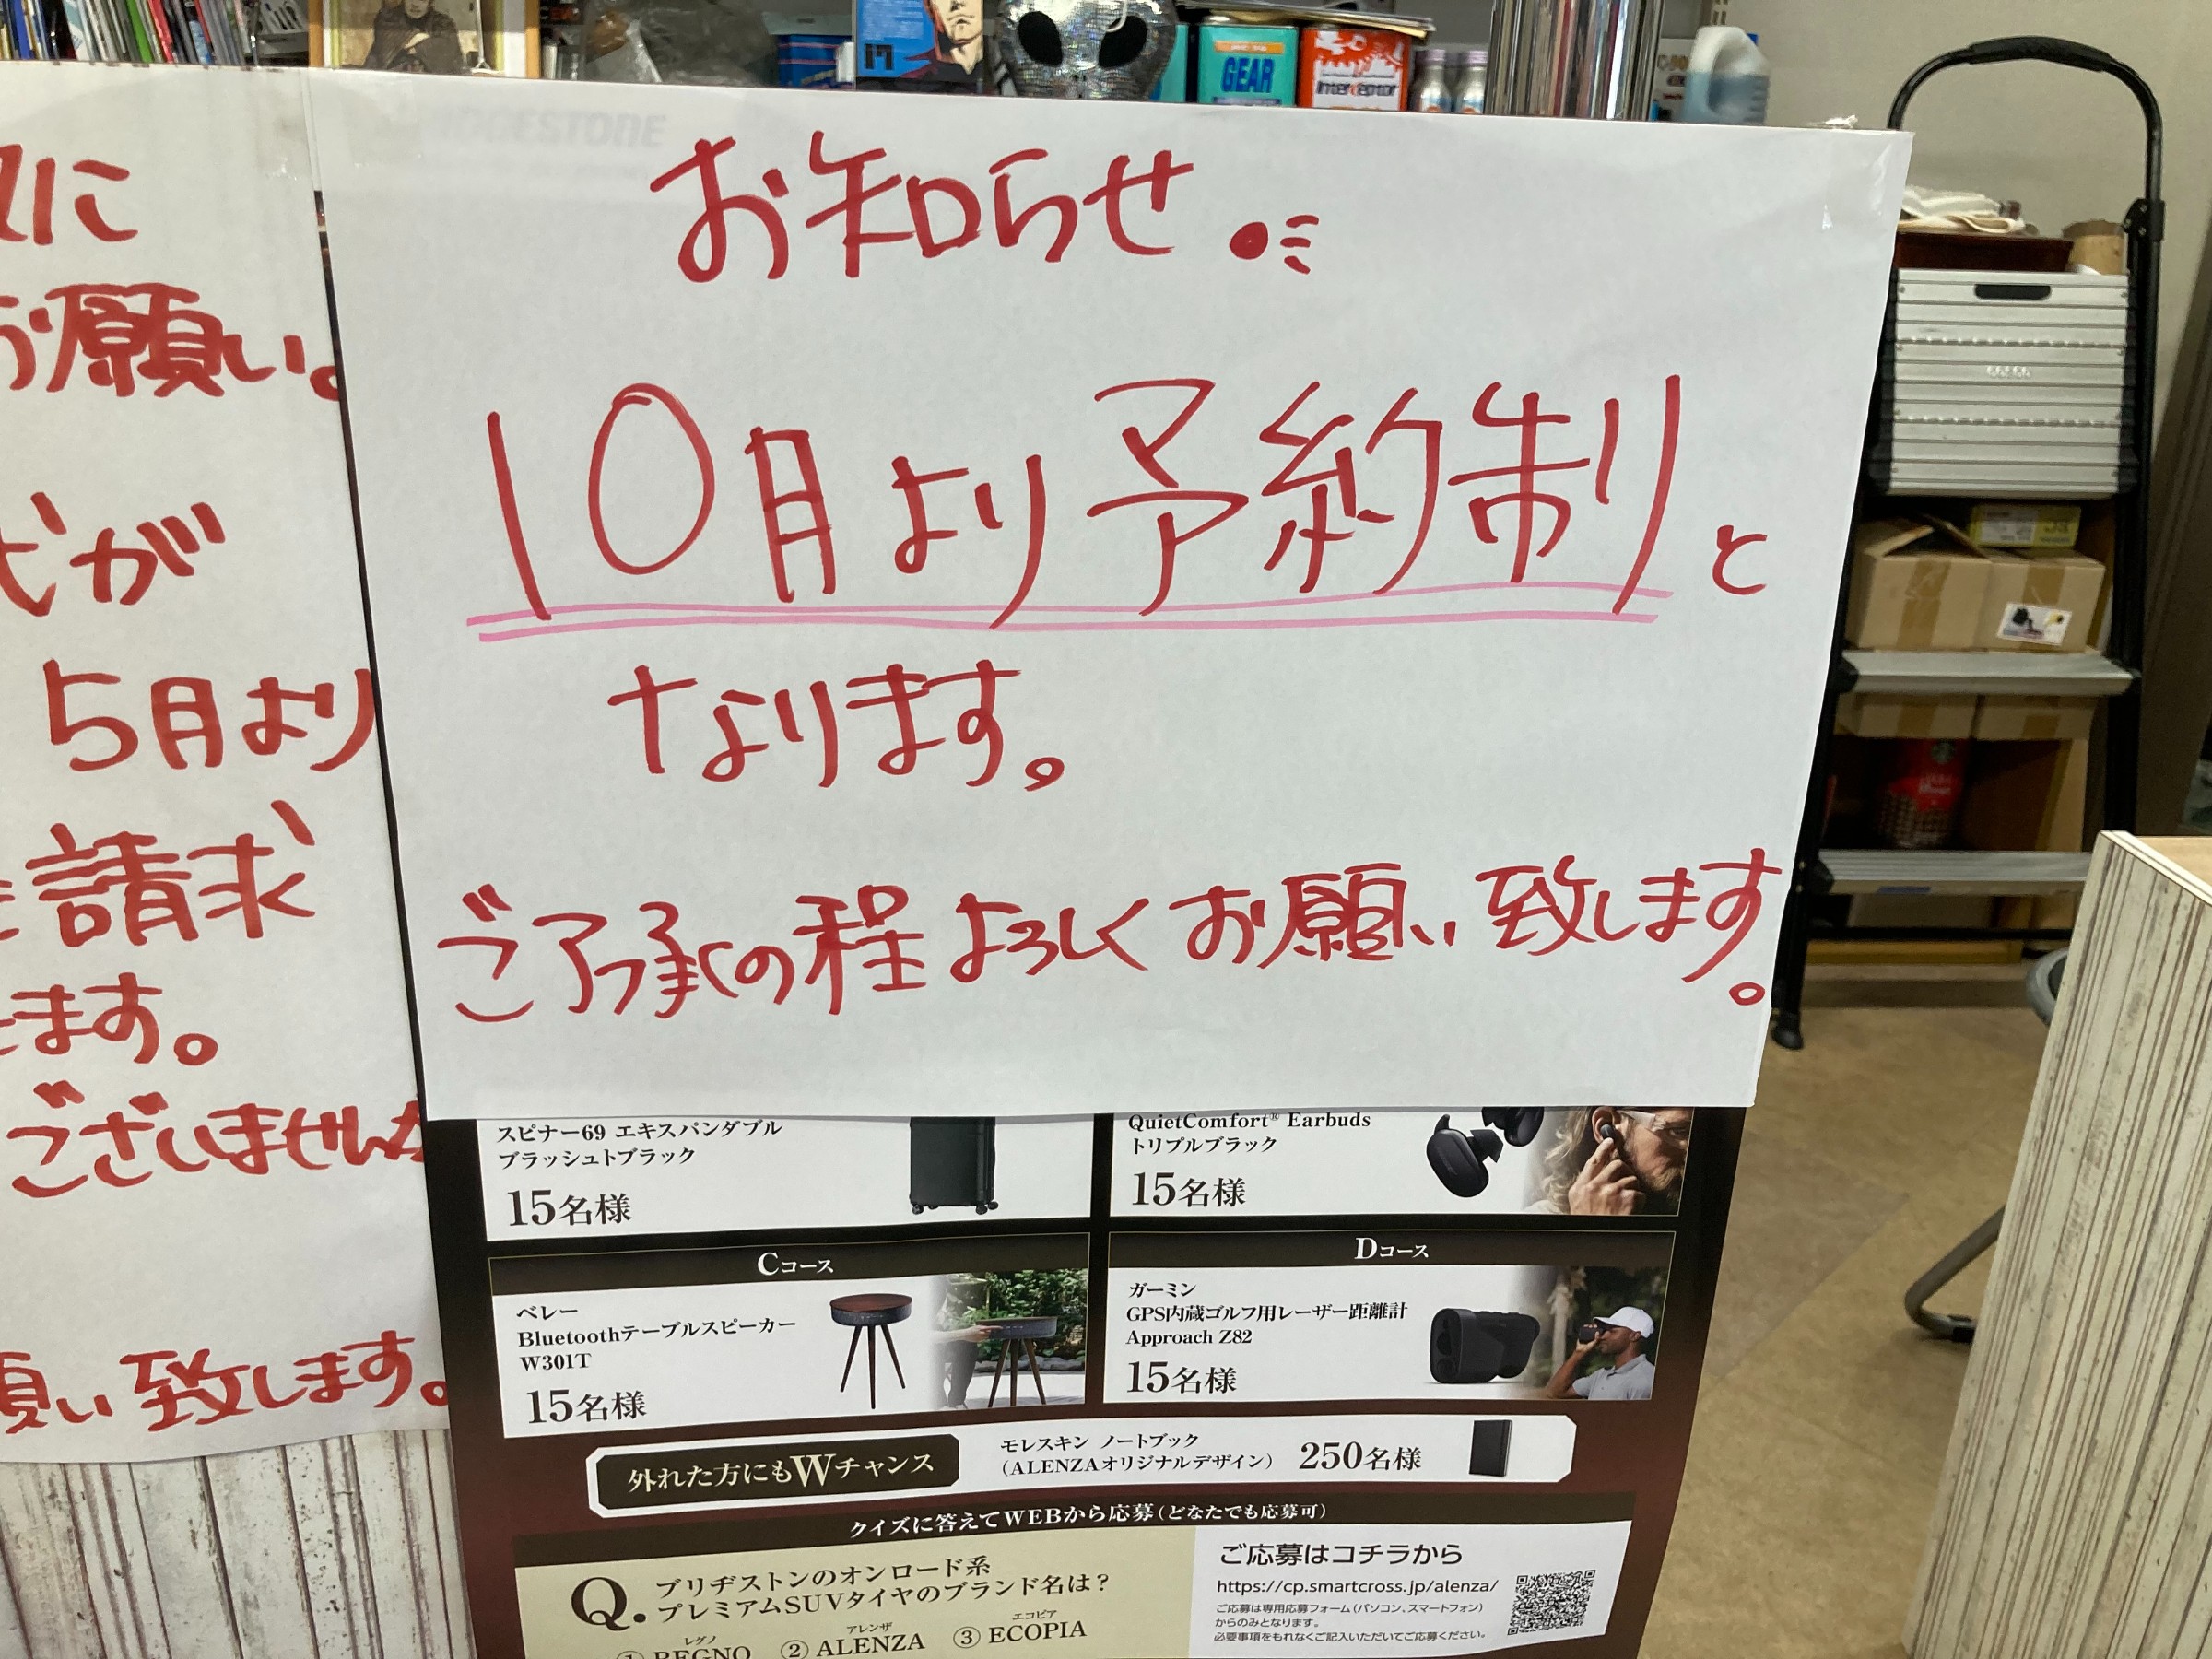 GEAR
Interceptor
に
お願い。
が
5月より
請求
ます。
ございませんた
願い致します。
お知らせ
10月より予約制と
なります。
ご了承の程よろしくお願い致します。
スピナー69 エキスパンダブル
ブラッシュトブラック
15名様
QuietComfort® Earbuds
トリプルブラック
15名様
Cコース
ベレー
Bluetoothテーブルスピーカー
W301T
15名様
Dコース
ガーミン
GPS内蔵ゴルフ用レーザー距離計
Approach Z82
15名様
外れた方にもWチャンス
モレスキン ノートブック
（ALENZAオリジナルデザイン）
250名様
クイズに答えてWEBから応募（どなたでも応募可）
Q.
ブリヂストンのオンロード系
プレミアムSUVタイヤのブランド名は？
レグノ アレンザ エコピア
① REGNO ② ALENZA ③ ECOPIA
ご応募はコチラから
https://cp.smartcross.jp/alenza/
ご応募は専用応募フォーム（パソコン、スマートフォン）
からのみとなります。
必要事項をもれなくご記入いただいてご応募ください。